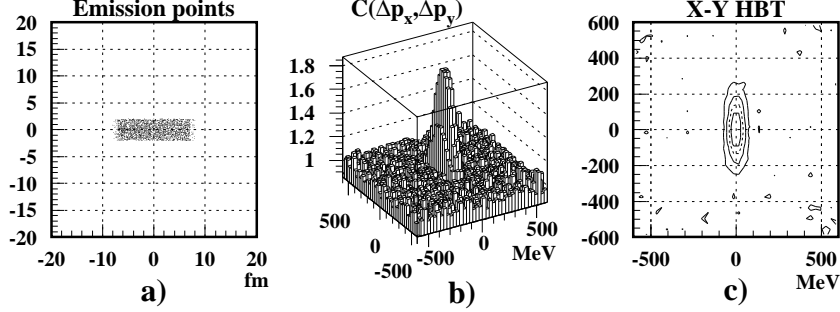 Emission points
20
15
10
5
0
-5
-10
-15
-20
-20 -10 0 10 20
fm
a)
C(Δpx,Δpy)
1.8
1.6
1.4
1.2
1
500
0
-500
-500
0
500
MeV
b)
X-Y HBT
600
400
200
0
-200
-400
-600
-500 0 500
MeV
c)